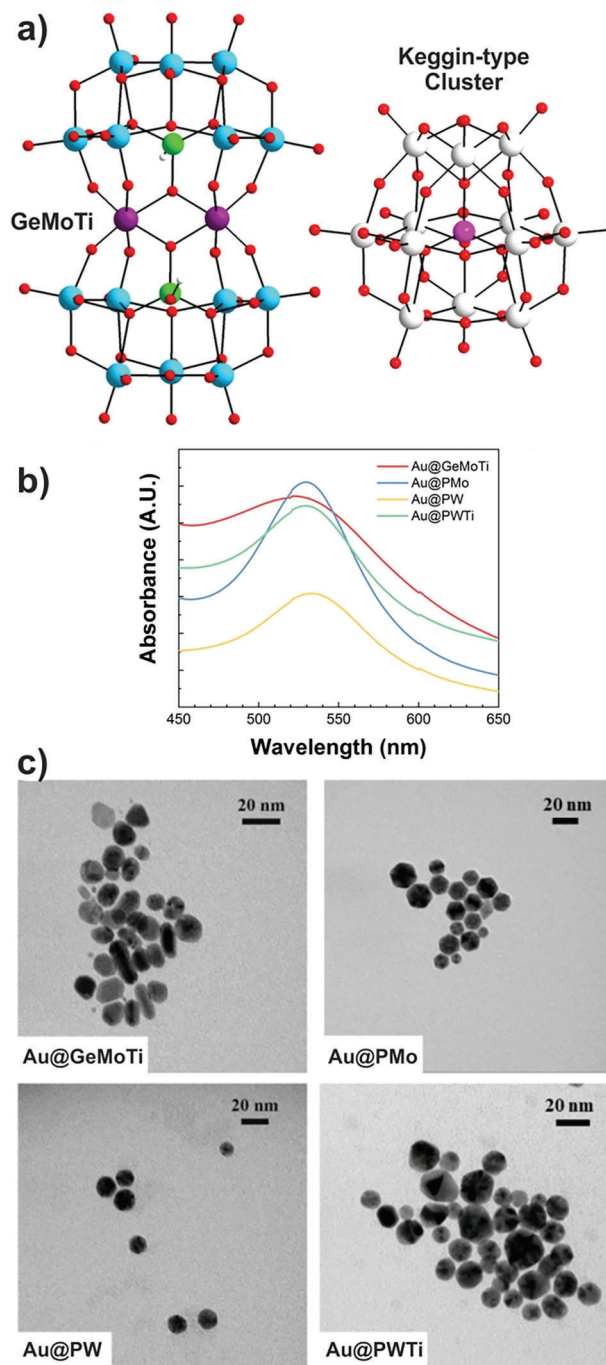 a)
Keggin-type
Cluster
GeMoTi
b)
Absorbance (A.U.)
Au@GeMoTi
Au@PMo
Au@PW
Au@PWTi
450 500 550 600 650
Wavelength (nm)
c)
20 nm
Au@GeMoTi
20 nm
Au@PMo
20 nm
Au@PW
20 nm
Au@PWTi